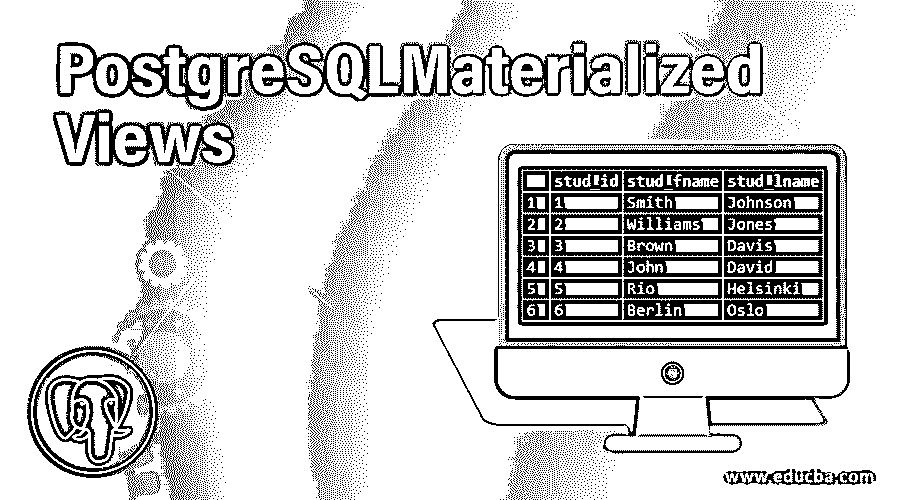 PostgreSQLMaterialized
Views
stud_id stud_fname stud_lname
1 1 Smith Johnson
2 2 Williams Jones
3 3 Brown Davis
4 4 John David
5 5 Rio Helsinki
6 6 Berlin Oslo
www.educba.com